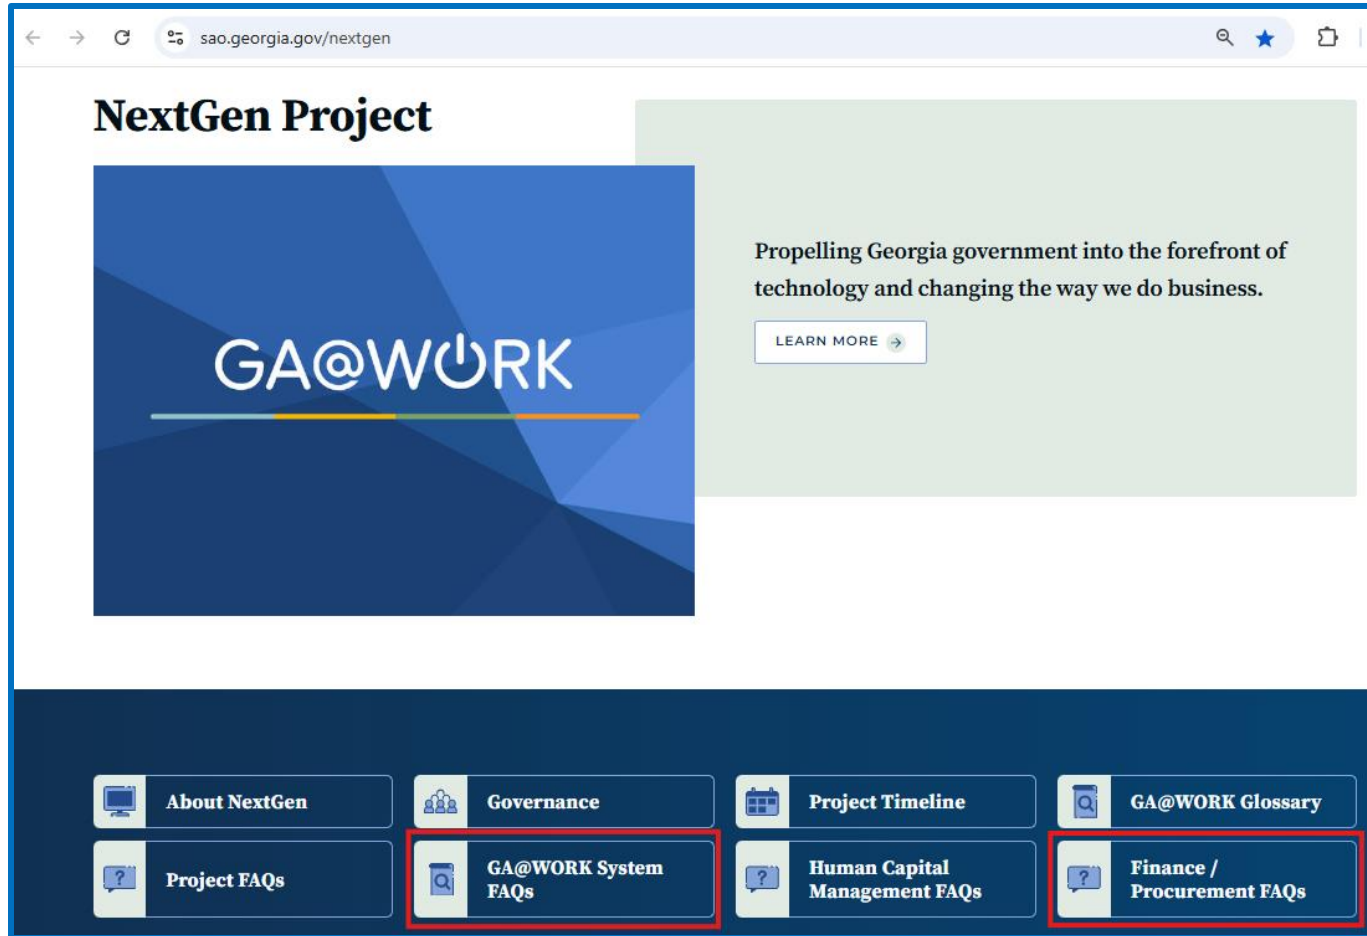 sao.georgia.gov/nextgen
NextGen Project
GA@WORK
Propelling Georgia government into the forefront of
technology and changing the way we do business.
LEARN MORE
About NextGen
Governance
Project Timeline
GA@WORK Glossary
Project FAQs
GA@WORK System
FAQs
Human Capital
Management FAQs
Finance /
Procurement FAQs